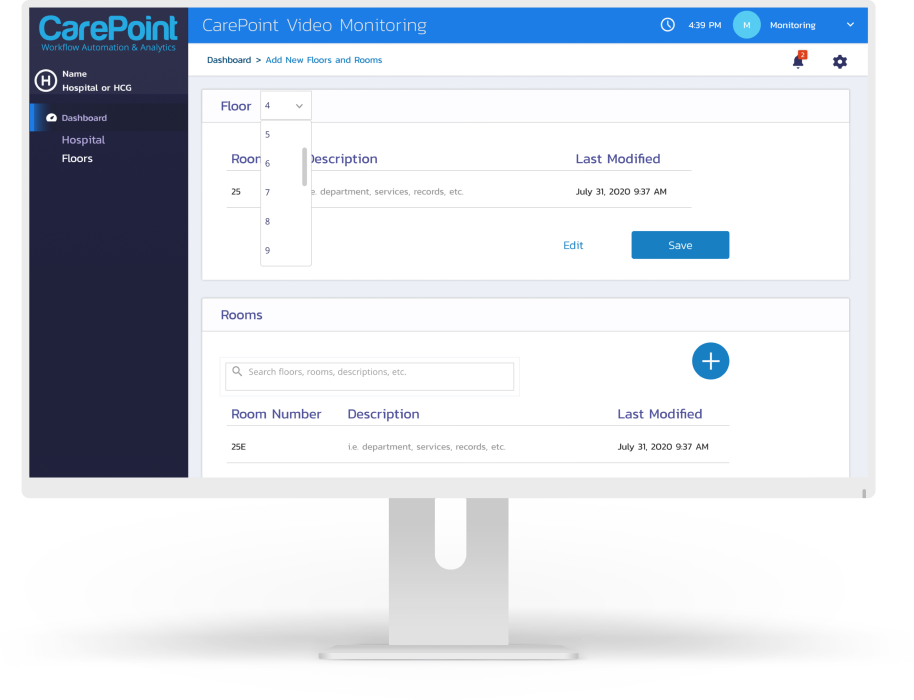 CarePoint
Workflow Automation & Analytics
CarePoint Video Monitoring
4:39 PM
M
Monitoring
H
Name
Hospital or HCG
Dashboard > Add New Floors and Rooms
2
Dashboard
Hospital
Floors
Floor 4
5
6
7
8
9
Description
Last Modified
25
department, services, records, etc.
July 31, 2020 9:37 AM
Edit
Save
Rooms
Search floors, rooms, descriptions, etc.
Room Number
Description
Last Modified
25E
i.e. department, services, records, etc.
July 31, 2020 9:37 AM